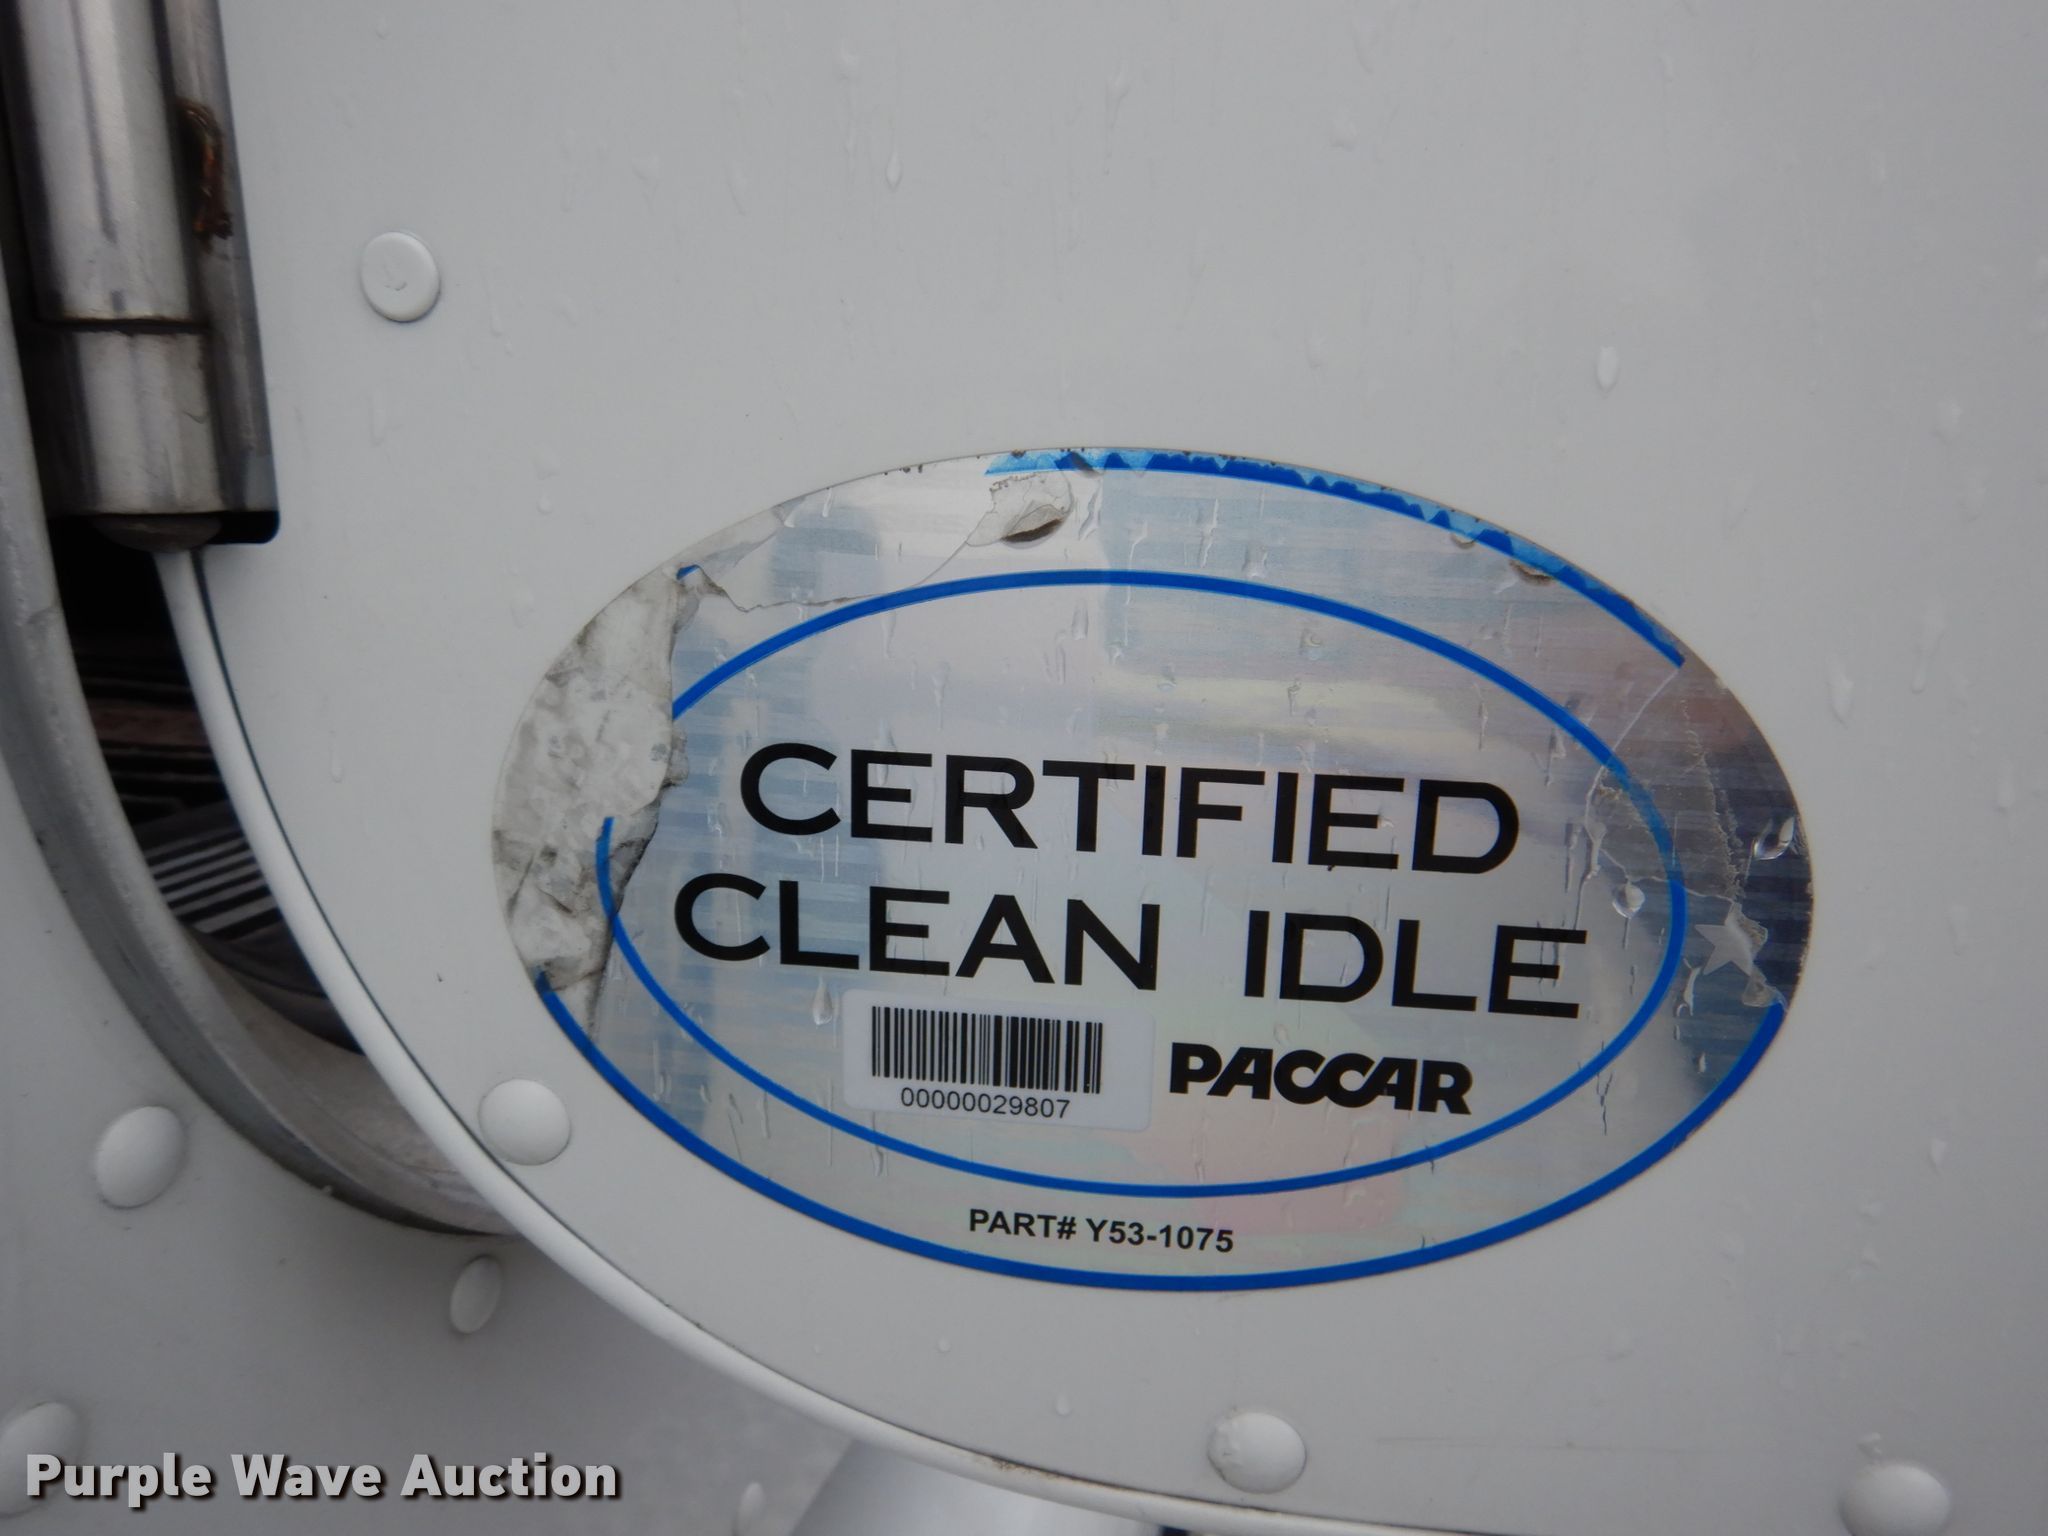 CERTIFIED
CLEAN IDLE
00000029807
PACCAR
PART# Y53-1075
Purple Wave Auction